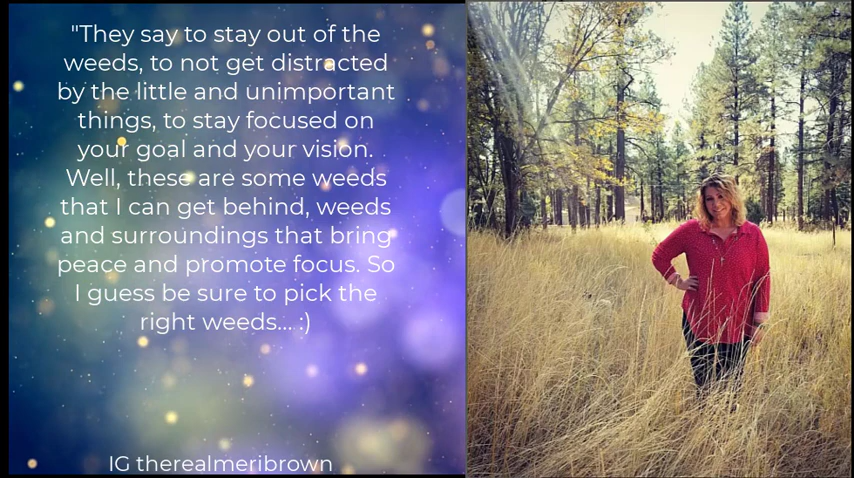 "They say to stay out of the
weeds, to not get distracted
by the little and unimportant
things, to stay focused on
your goal and your vision.
Well, these are some weeds
that I can get behind, weeds
and surroundings that bring
peace and promote focus. So
I guess be sure to pick the
right weeds... :)
IG therealmeribrown